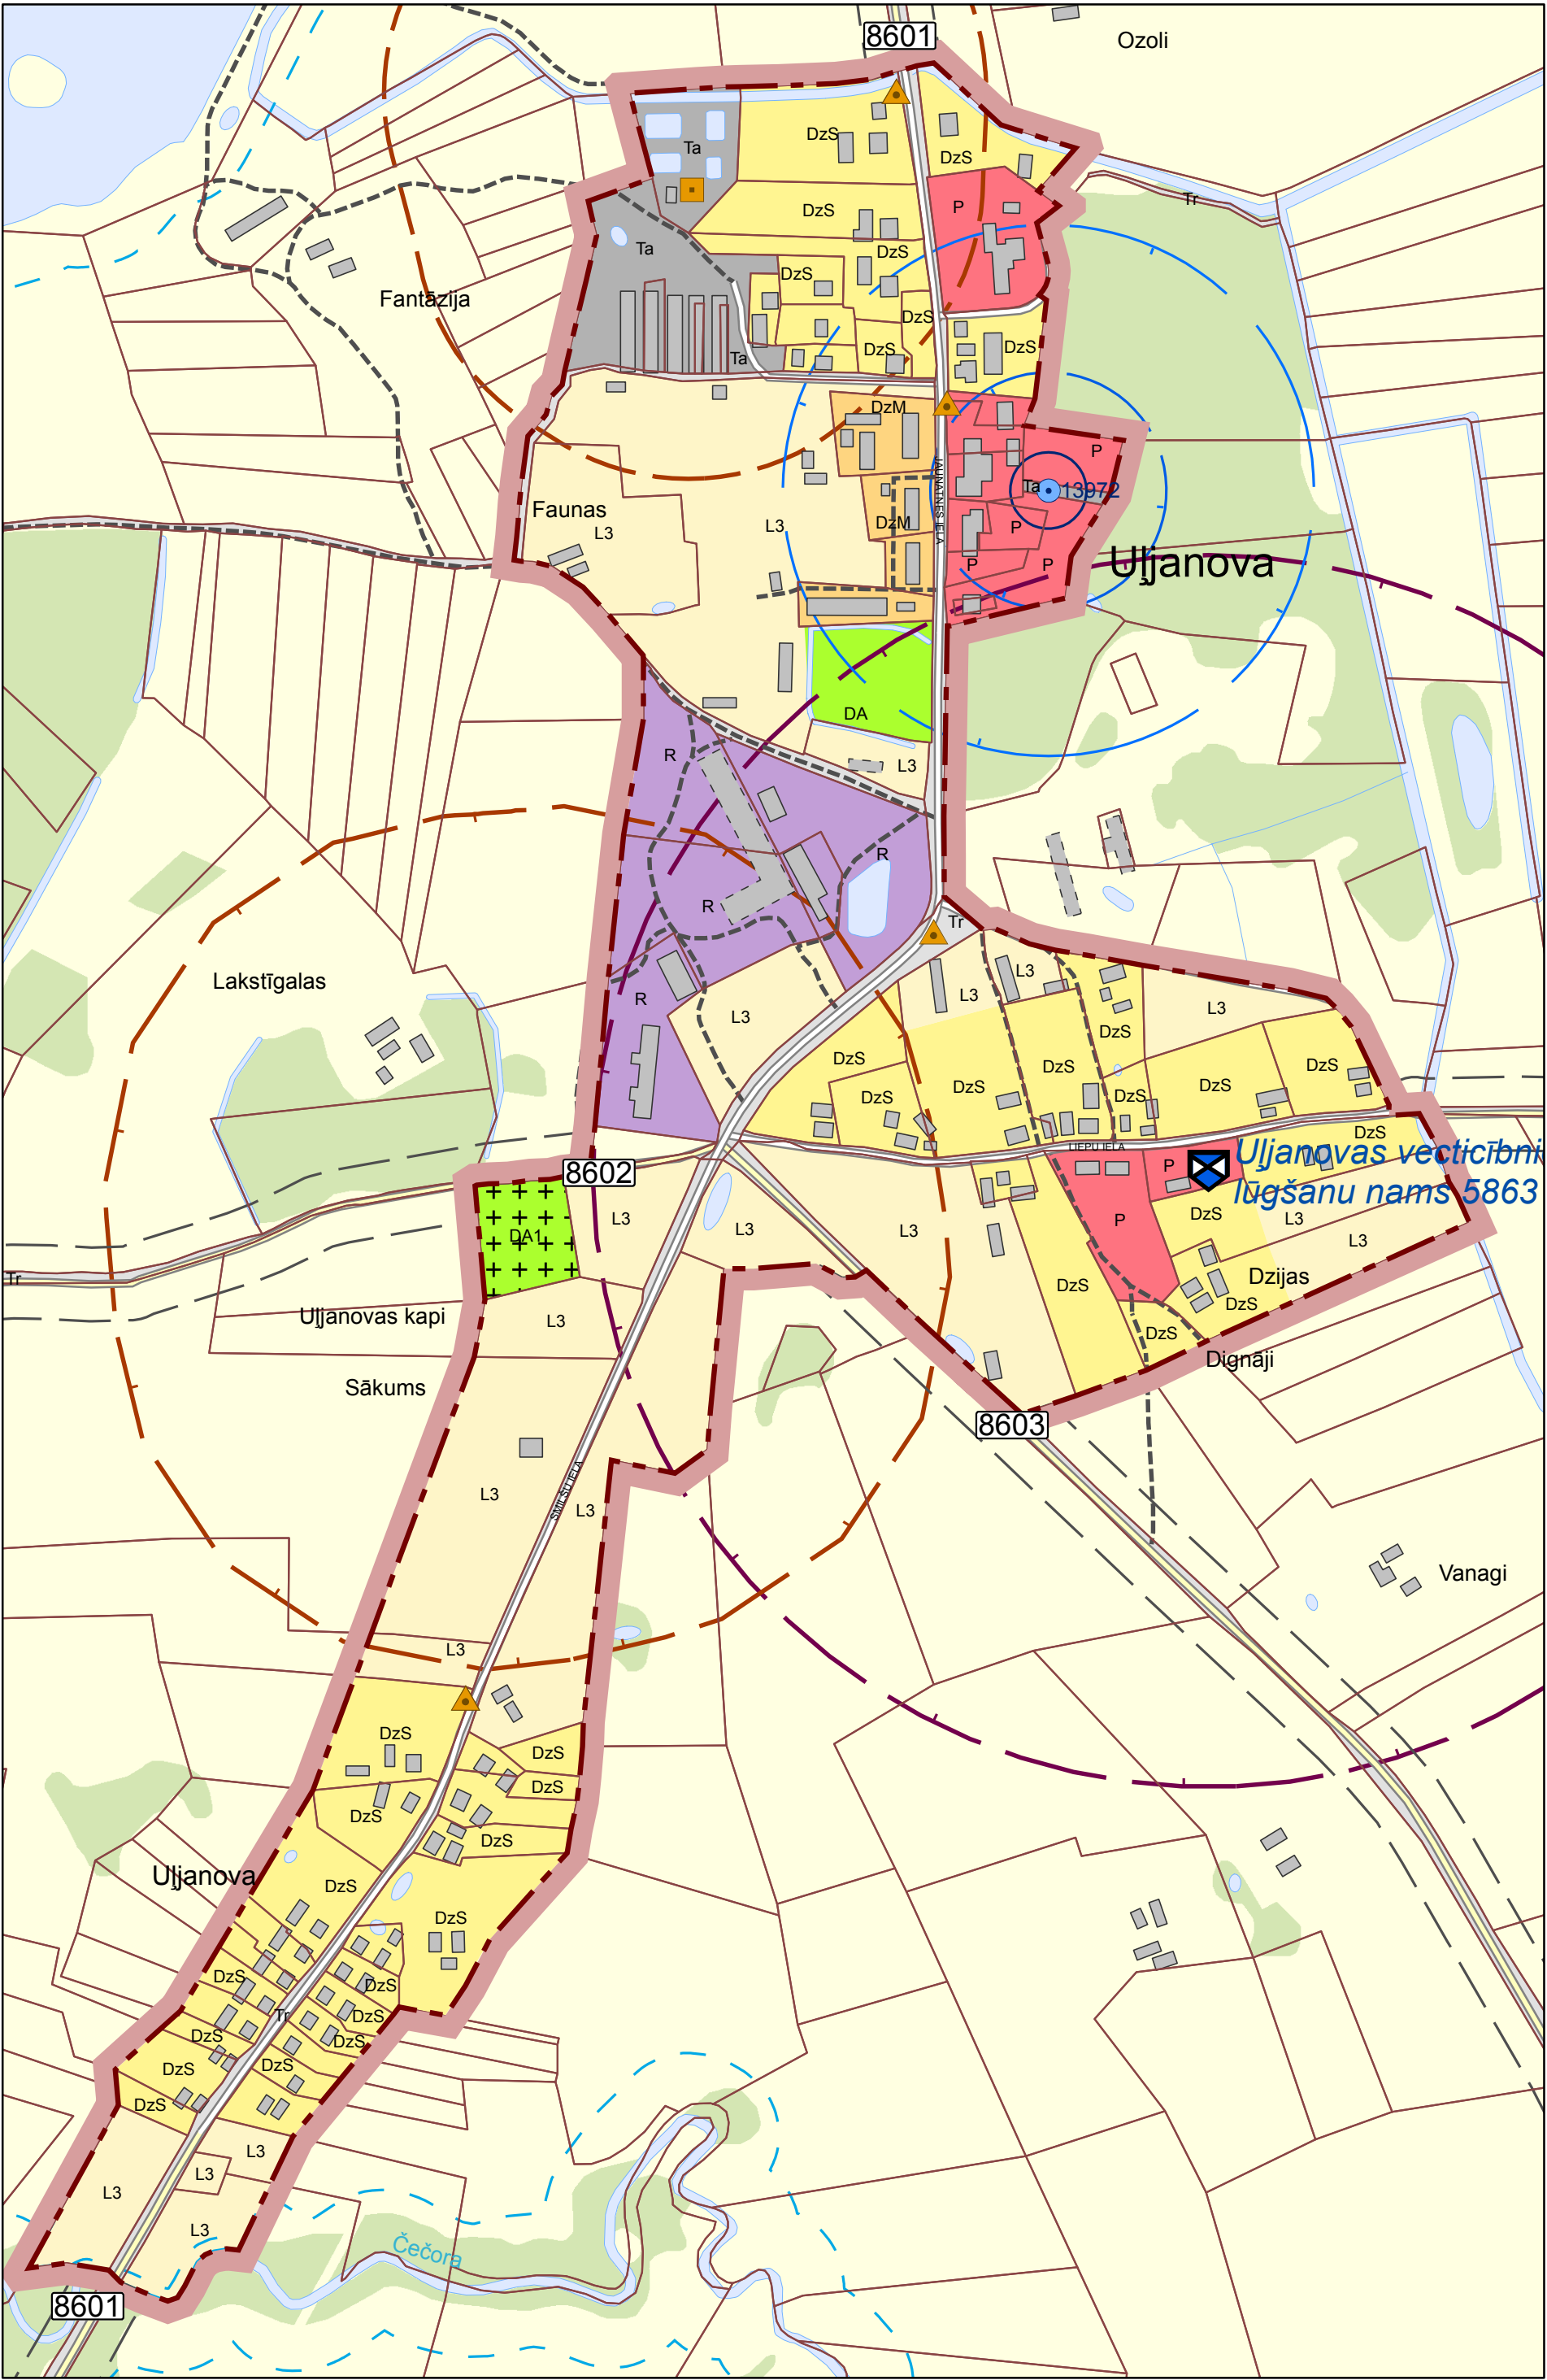 8601
Ozoli
DzS
Ta
DzS
Tr
P
DzS
Ta
DzS
DzS
Fantāzija
DzS
DzS
DzS
Ta
DzM
P
Ta
13972
Faunas
L3
L3
DzM
JAUNATNES IELA
P
P
P
Uļjanova
DA
R
L3
R
R
Tr
Lakstīgalas
R
L3
L3
L3
L3
DzS
DzS
DzS
DzS
DzS
DzS
DzS
DzS
LIEPU IELA
DzS
8602
P
Uļjanovas vecticībni
lūgšanu nams 5863
DA1
L3
L3
L3
P
DzS
L3
L3
Tr
Dzijas
DzS
DzS
Uļjanovas kapi
L3
DzS
Dignāji
Sākums
8603
L3
SMILŠU IELA
L3
Vanagi
L3
DzS
DzS
DzS
DzS
DzS
Uļjanova
DzS
DzS
DzS
DzS
Tr
DzS
DzS
DzS
DzS
DzS
DzS
L3
L3
L3
L3
Čečora
8601